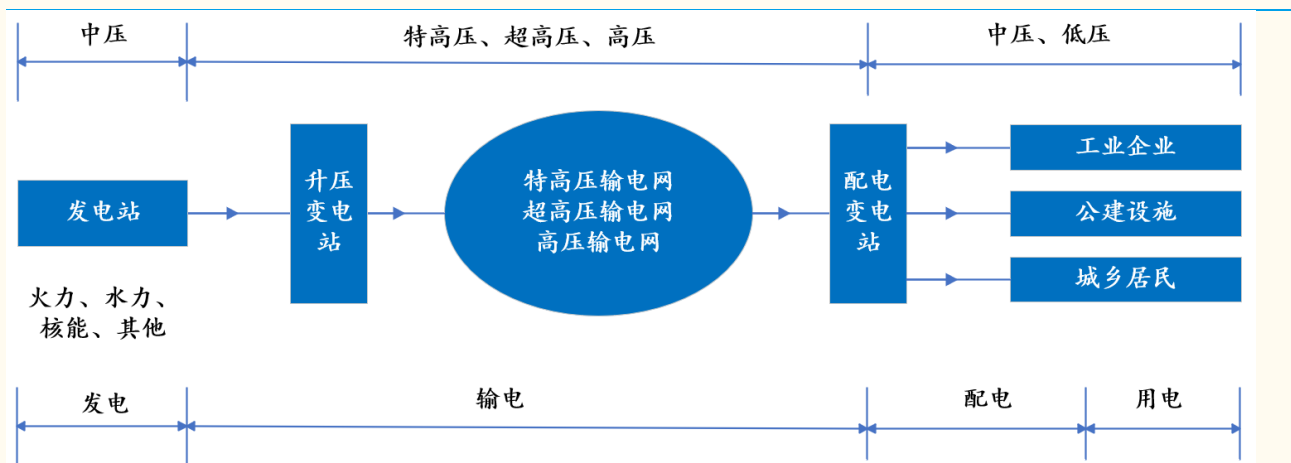 中压
特高压、超高压、高压
中压、低压
发电站
升压
变电
站
特高压输电网
超高压输电网
高压输电网
配电
变电
站
工业企业
公建设施
城乡居民
火力、水力、
核能、其他
发电
输电
配电
用电